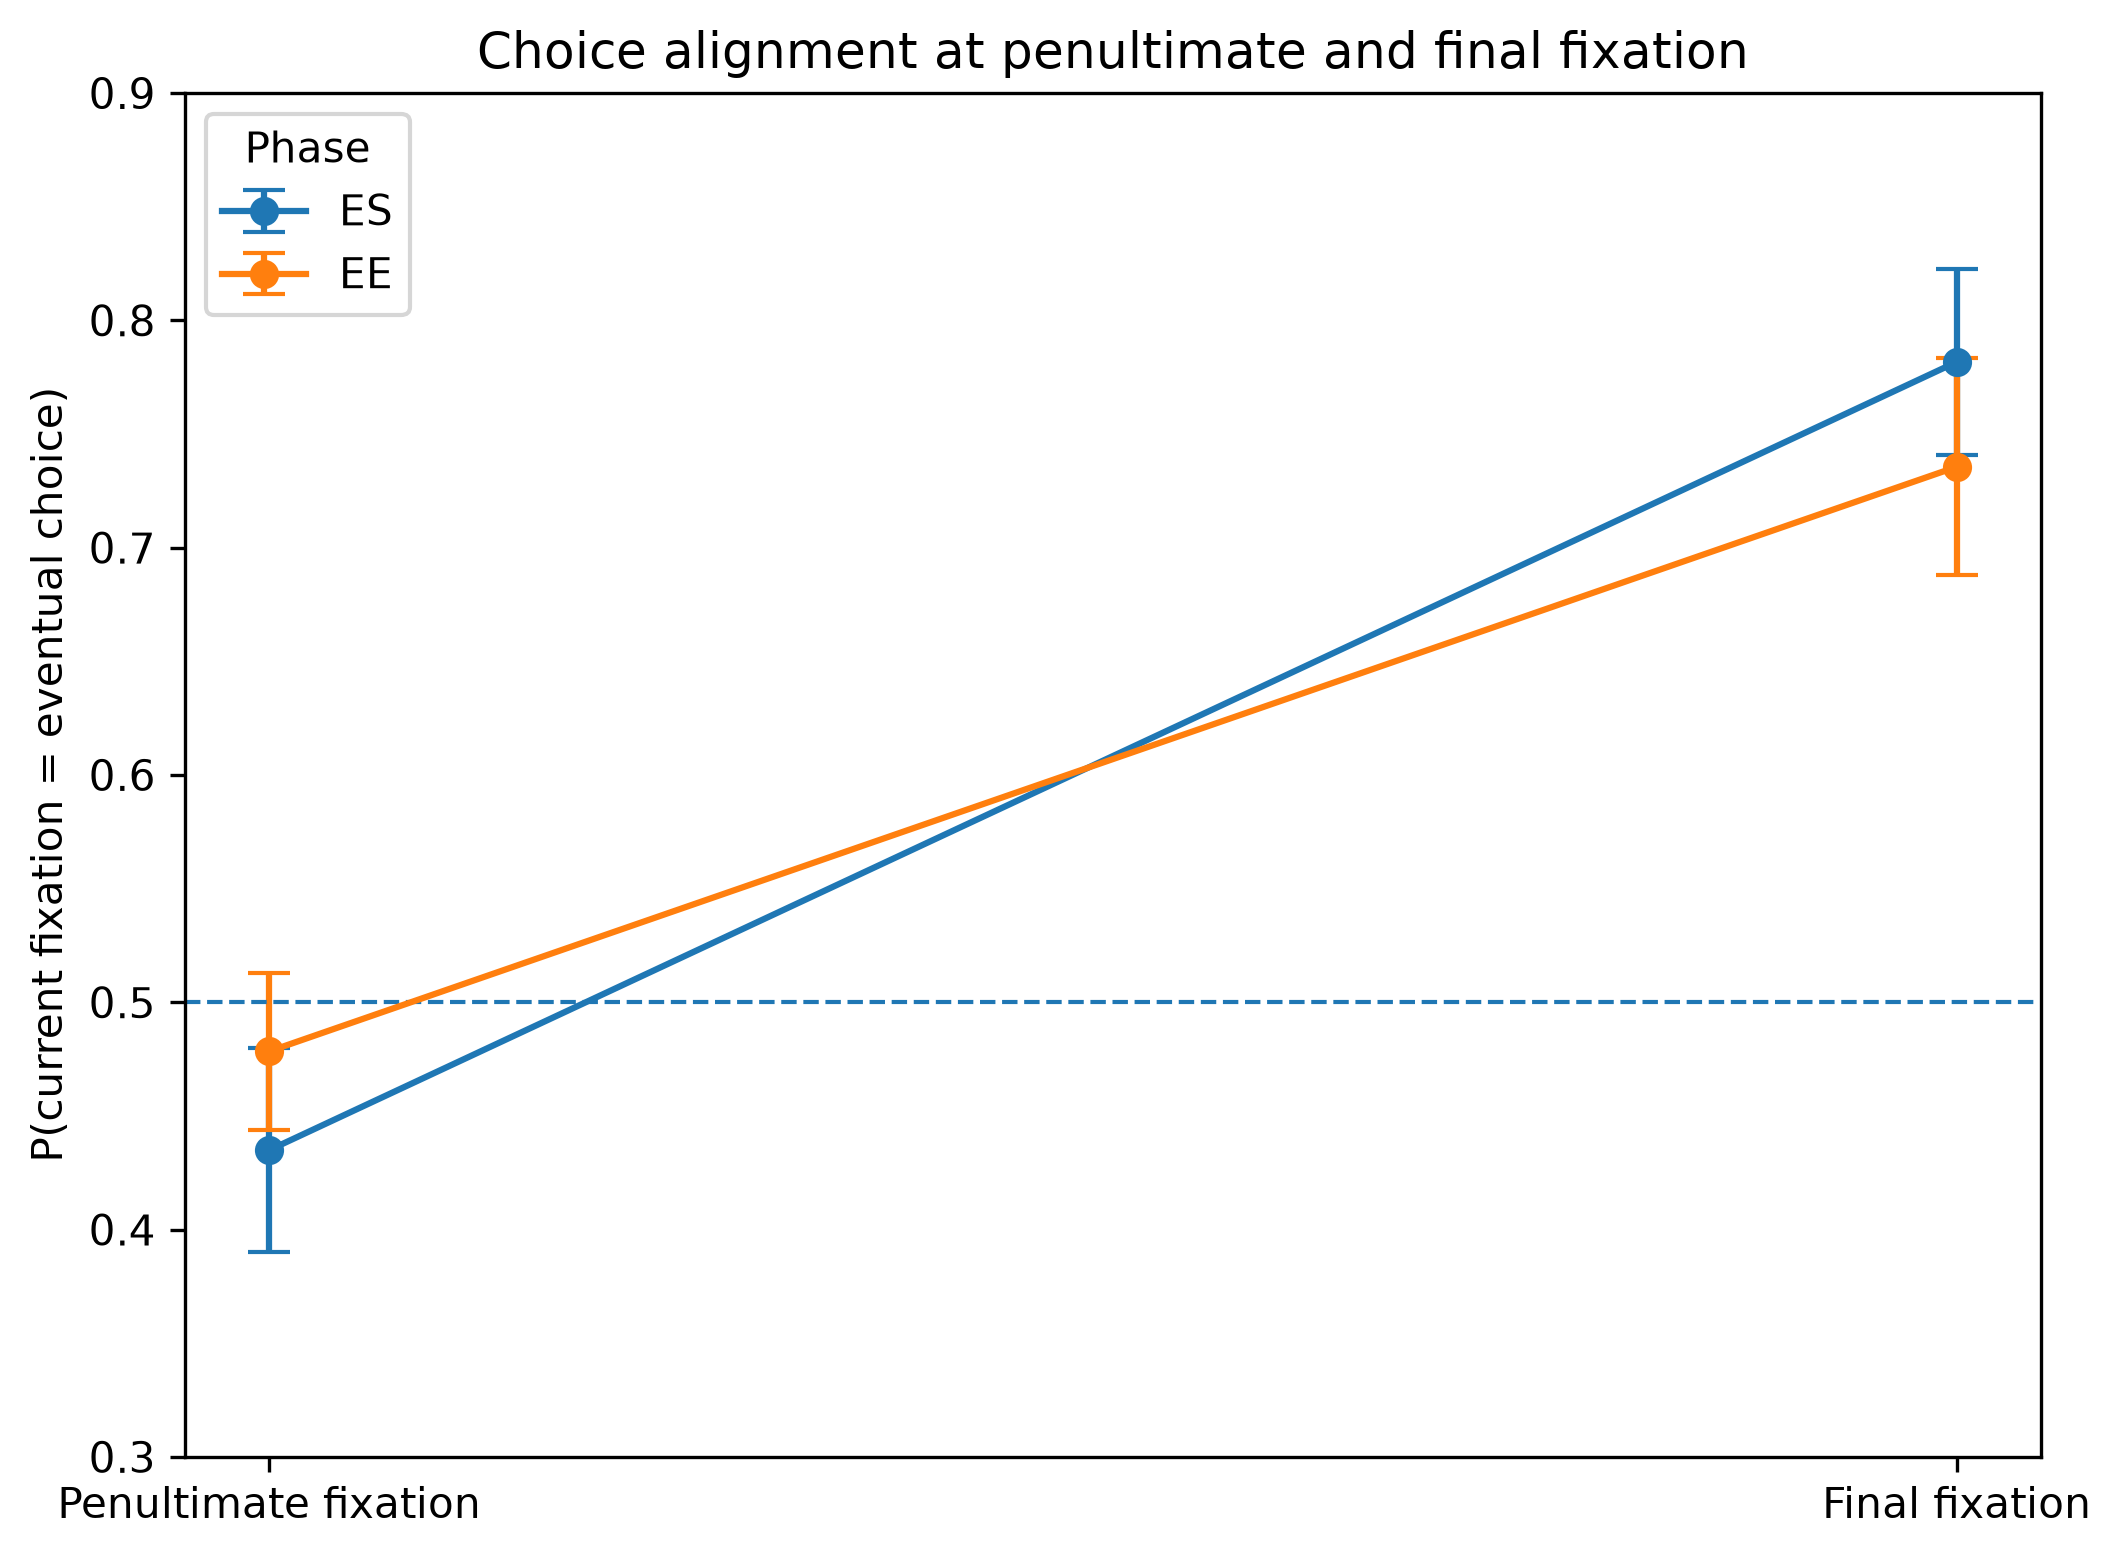 Choice alignment at penultimate and final fixation
P(current fixation = eventual choice)
0.9
0.8
0.7
0.6
0.5
0.4
0.3
Phase
ES
EE
Penultimate fixation
Final fixation